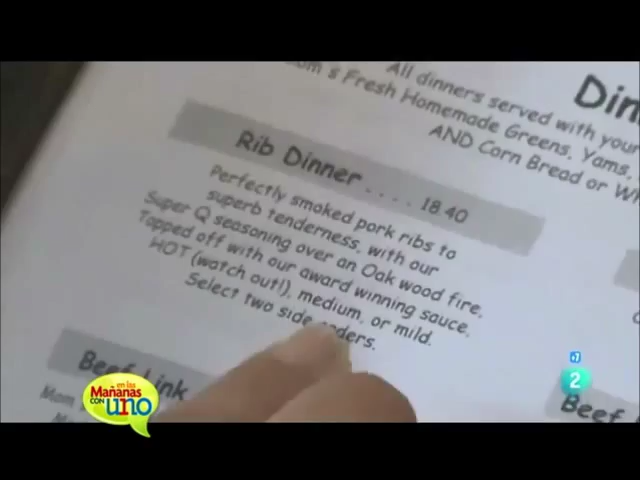 Din
All dinners served with your
om's Fresh Homemade Greens, Yams,
AND Corn Bread or Wh
Rib Dinner . . . . 18.40
Perfectly smoked pork ribs to
superb tenderness, with our
Super Q seasoning over an Oak wood fire.
Topped off with our award winning sauce.
HOT (watch out!), medium, or mild.
Select two side orders.
Beef Link
Mom
Beef
en las
Mañanas
CON uno
2